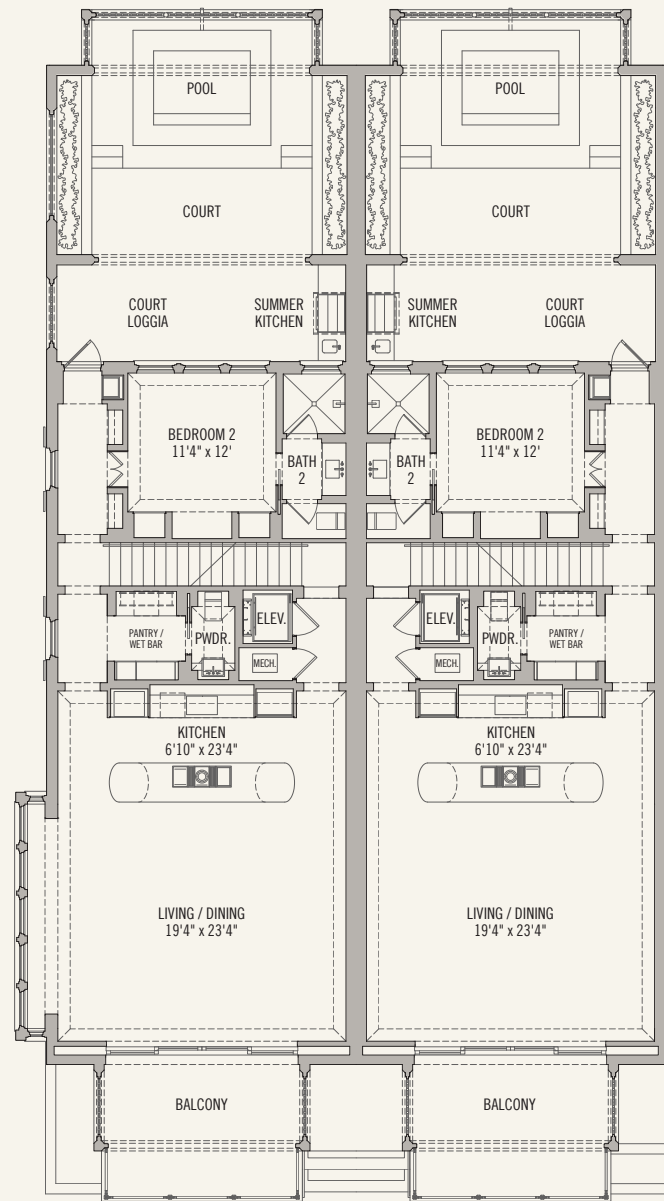 POOL
POOL
COURT
COURT
COURT
LOGGIA
SUMMER
KITCHEN
SUMMER
KITCHEN
COURT
LOGGIA
BEDROOM 2
11'4" x 12'
BATH
2
BATH
2
BEDROOM 2
11'4" x 12'
PANTRY /
WET BAR
PWDR.
ELEV.
MECH.
ELEV.
MECH.
PWDR.
PANTRY /
WET BAR
KITCHEN
6'10" x 23'4"
KITCHEN
6'10" x 23'4"
LIVING / DINING
19'4" x 23'4"
LIVING / DINING
19'4" x 23'4"
BALCONY
BALCONY